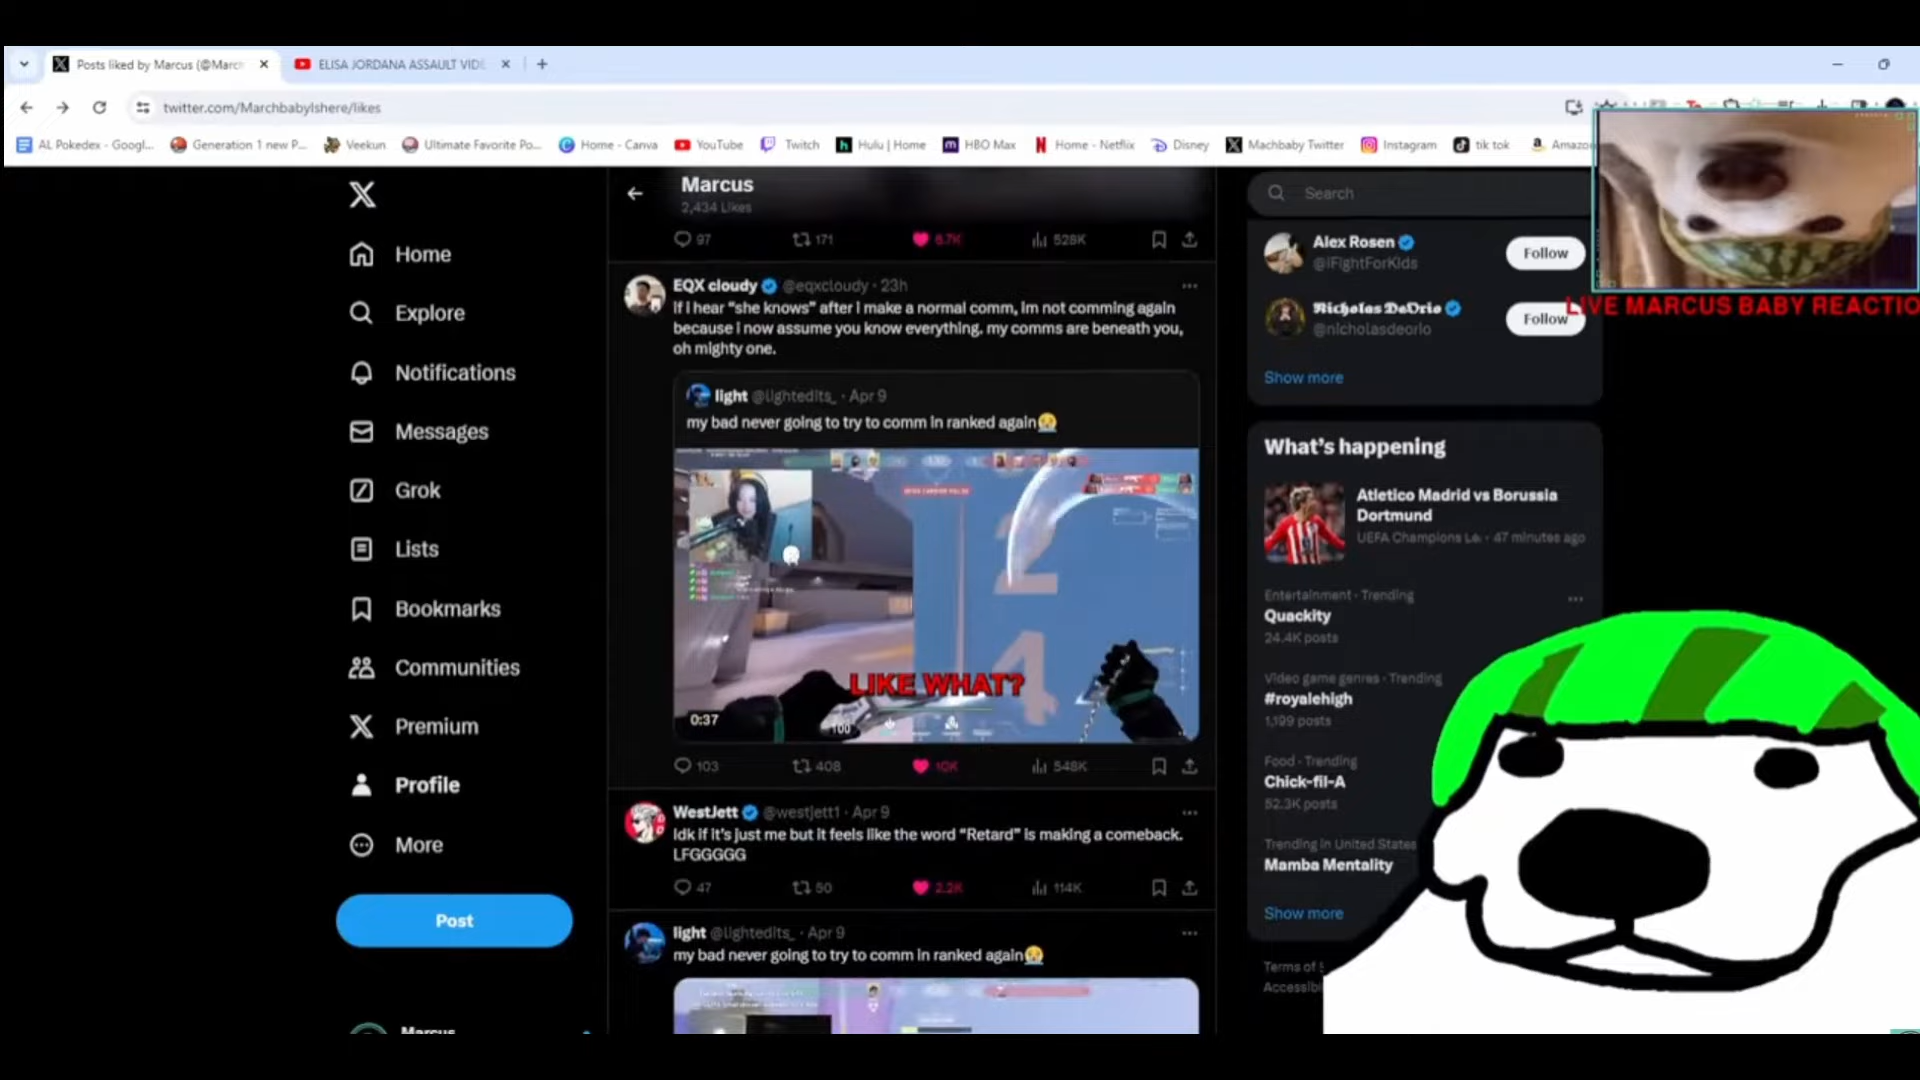 Posts liked by Marcus (@March
ELISA JORDANA ASSAULT VIDE
twitter.com/Marchbabylshere/likes
AL Pokedex - Googl...
Generation 1 new P...
Veekun
Ultimate Favorite Po...
Home - Canva
YouTube
Twitch
Hulu | Home
HBO Max
Home - Netflix
Disney
Machbaby Twitter
Instagram
tik tok
Amazo
LIVE MARCUS BABY REACTIO
Home
Explore
Notifications
Messages
Grok
Lists
Bookmarks
Communities
Premium
Profile
More
Post
Marcus
Marcus
2,434 Likes
97
171
6.7K
528K
EQX cloudy @eqxcloudy · 23h
If i hear “she knows” after i make a normal comm, im not comming again
because i now assume you know everything. my comms are beneath you,
oh mighty one.
light @lightedits_ · Apr 9
my bad never going to try to comm in ranked again
LIKE WHAT?
0:37
100
2
4
103
408
10K
548K
WestJett @westjett1 · Apr 9
Idk if it’s just me but it feels like the word “Retard” is making a comeback.
LFGGGGG
47
50
2.2K
114K
light @lightedits_ · Apr 9
my bad never going to try to comm in ranked again
Search
Alex Rosen
@iFightForKids
Follow
Nicholas DeOrio
@nicholasdeorio
Follow
Show more
What’s happening
Atletico Madrid vs Borussia
Dortmund
UEFA Champions Le. · 47 minutes ago
Entertainment · Trending
Quackity
24.4K posts
Video game genres · Trending
#royalehigh
1,199 posts
Food · Trending
Chick-fil-A
52.3K posts
Trending in United States
Mamba Mentality
Show more
Terms of S
Accessibi